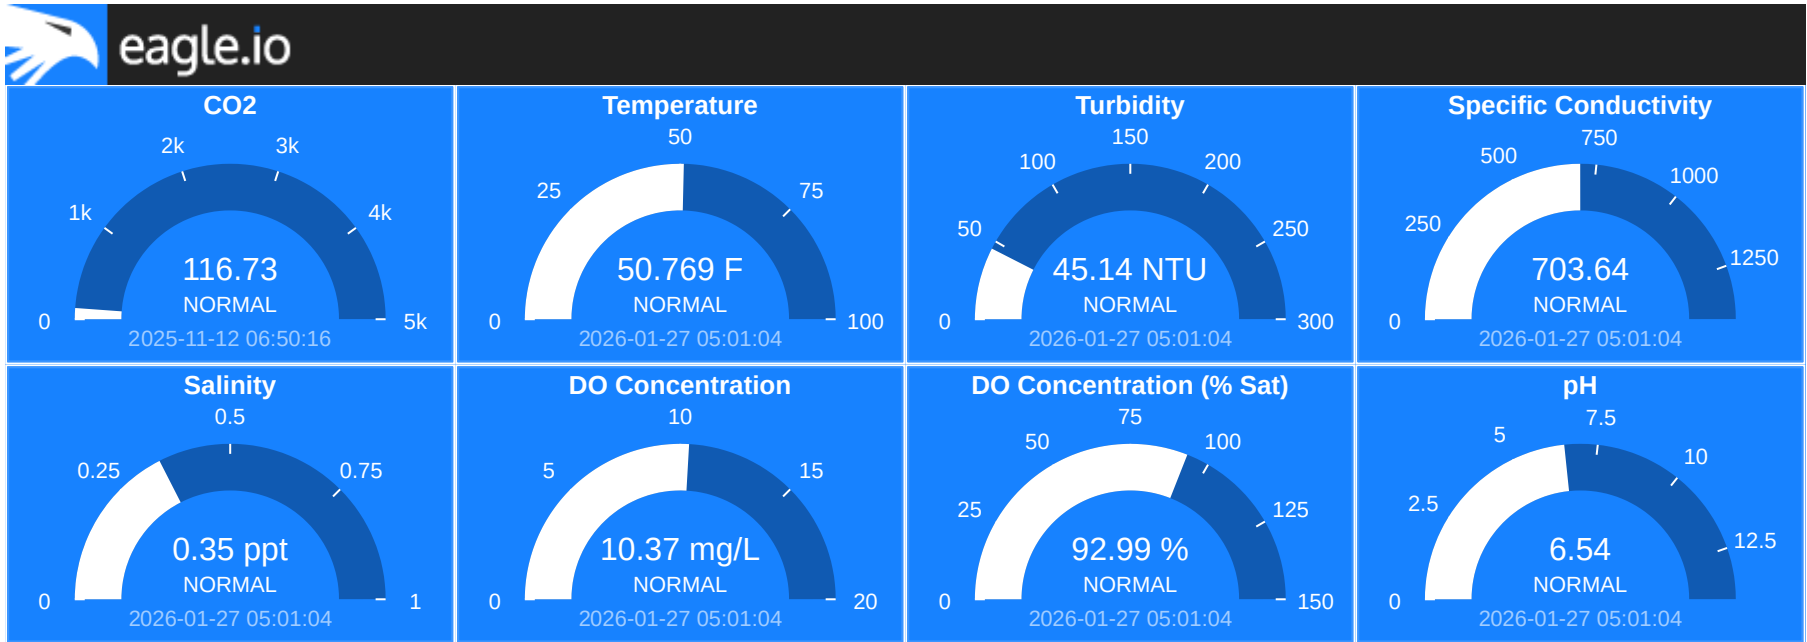 eagle.io
CO2
0
1k
2k
3k
4k
5k
116.73
NORMAL
2025-11-12 06:50:16
Temperature
0
25
50
75
100
50.769 F
NORMAL
2026-01-27 05:01:04
Turbidity
0
50
100
150
200
250
300
45.14 NTU
NORMAL
2026-01-27 05:01:04
Specific Conductivity
0
250
500
750
1000
1250
703.64
NORMAL
2026-01-27 05:01:04
Salinity
0
0.25
0.5
0.75
1
0.35 ppt
NORMAL
2026-01-27 05:01:04
DO Concentration
0
5
10
15
20
10.37 mg/L
NORMAL
2026-01-27 05:01:04
DO Concentration (% Sat)
0
25
50
75
100
125
150
92.99 %
NORMAL
2026-01-27 05:01:04
pH
0
2.5
5
7.5
10
12.5
6.54
NORMAL
2026-01-27 05:01:04